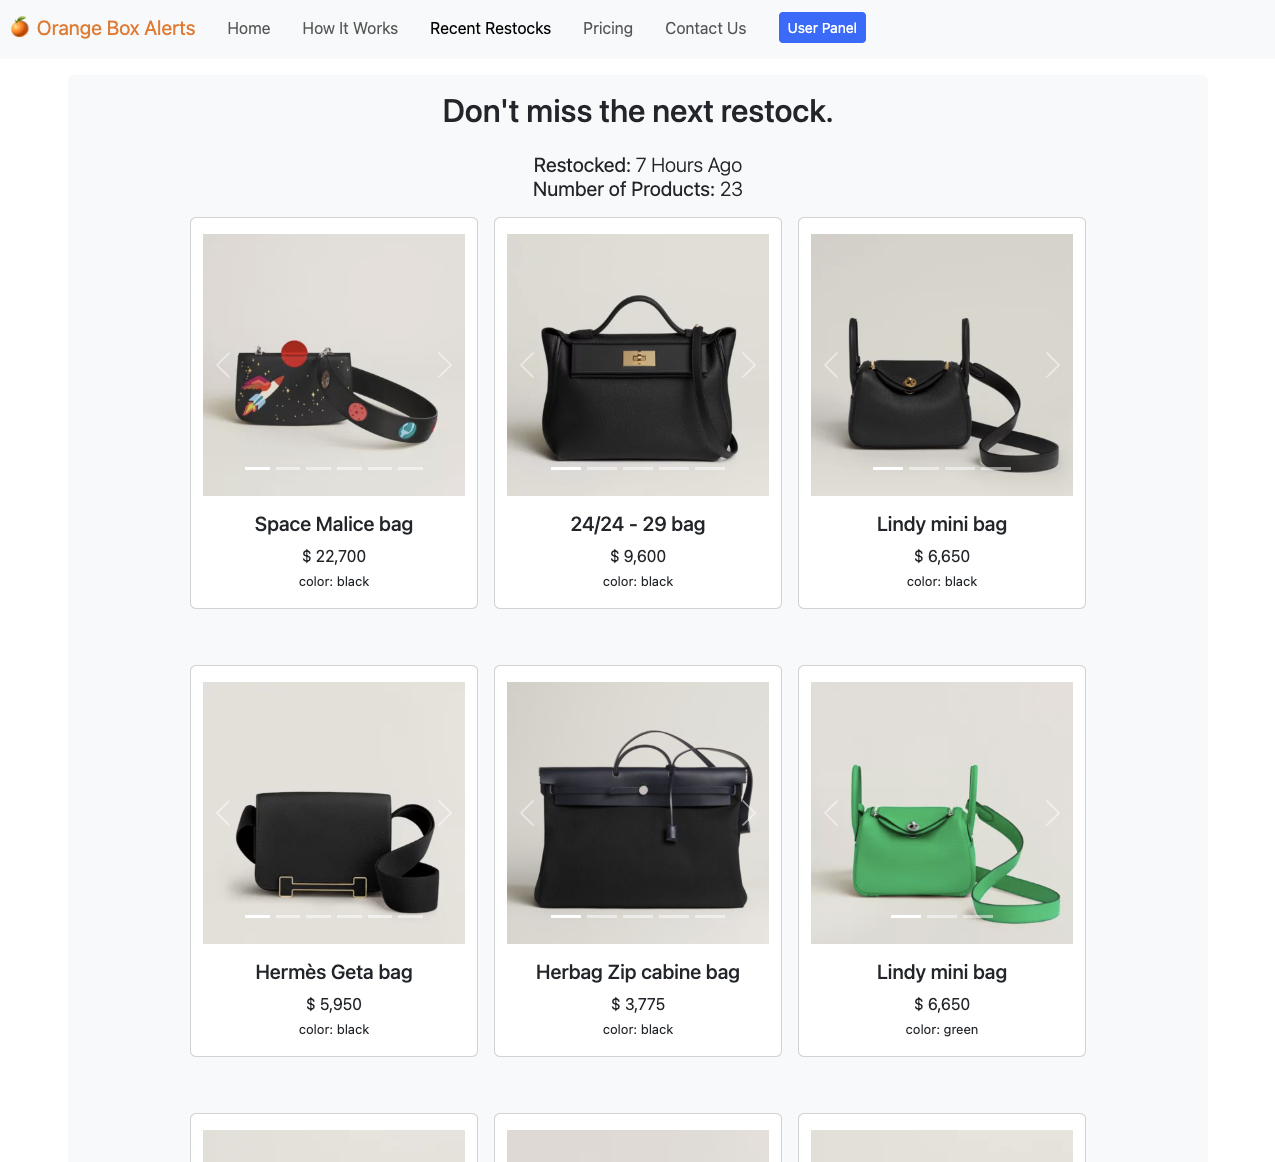 Orange Box Alerts Home How It Works Recent Restocks Pricing Contact Us User Panel
Don't miss the next restock.
Restocked: 7 Hours Ago
Number of Products: 23
Space Malice bag
$ 22,700
color: black
24/24 - 29 bag
$ 9,600
color: black
Lindy mini bag
$ 6,650
color: black
Hermès Geta bag
$ 5,950
color: black
Herbag Zip cabine bag
$ 3,775
color: black
Lindy mini bag
$ 6,650
color: green